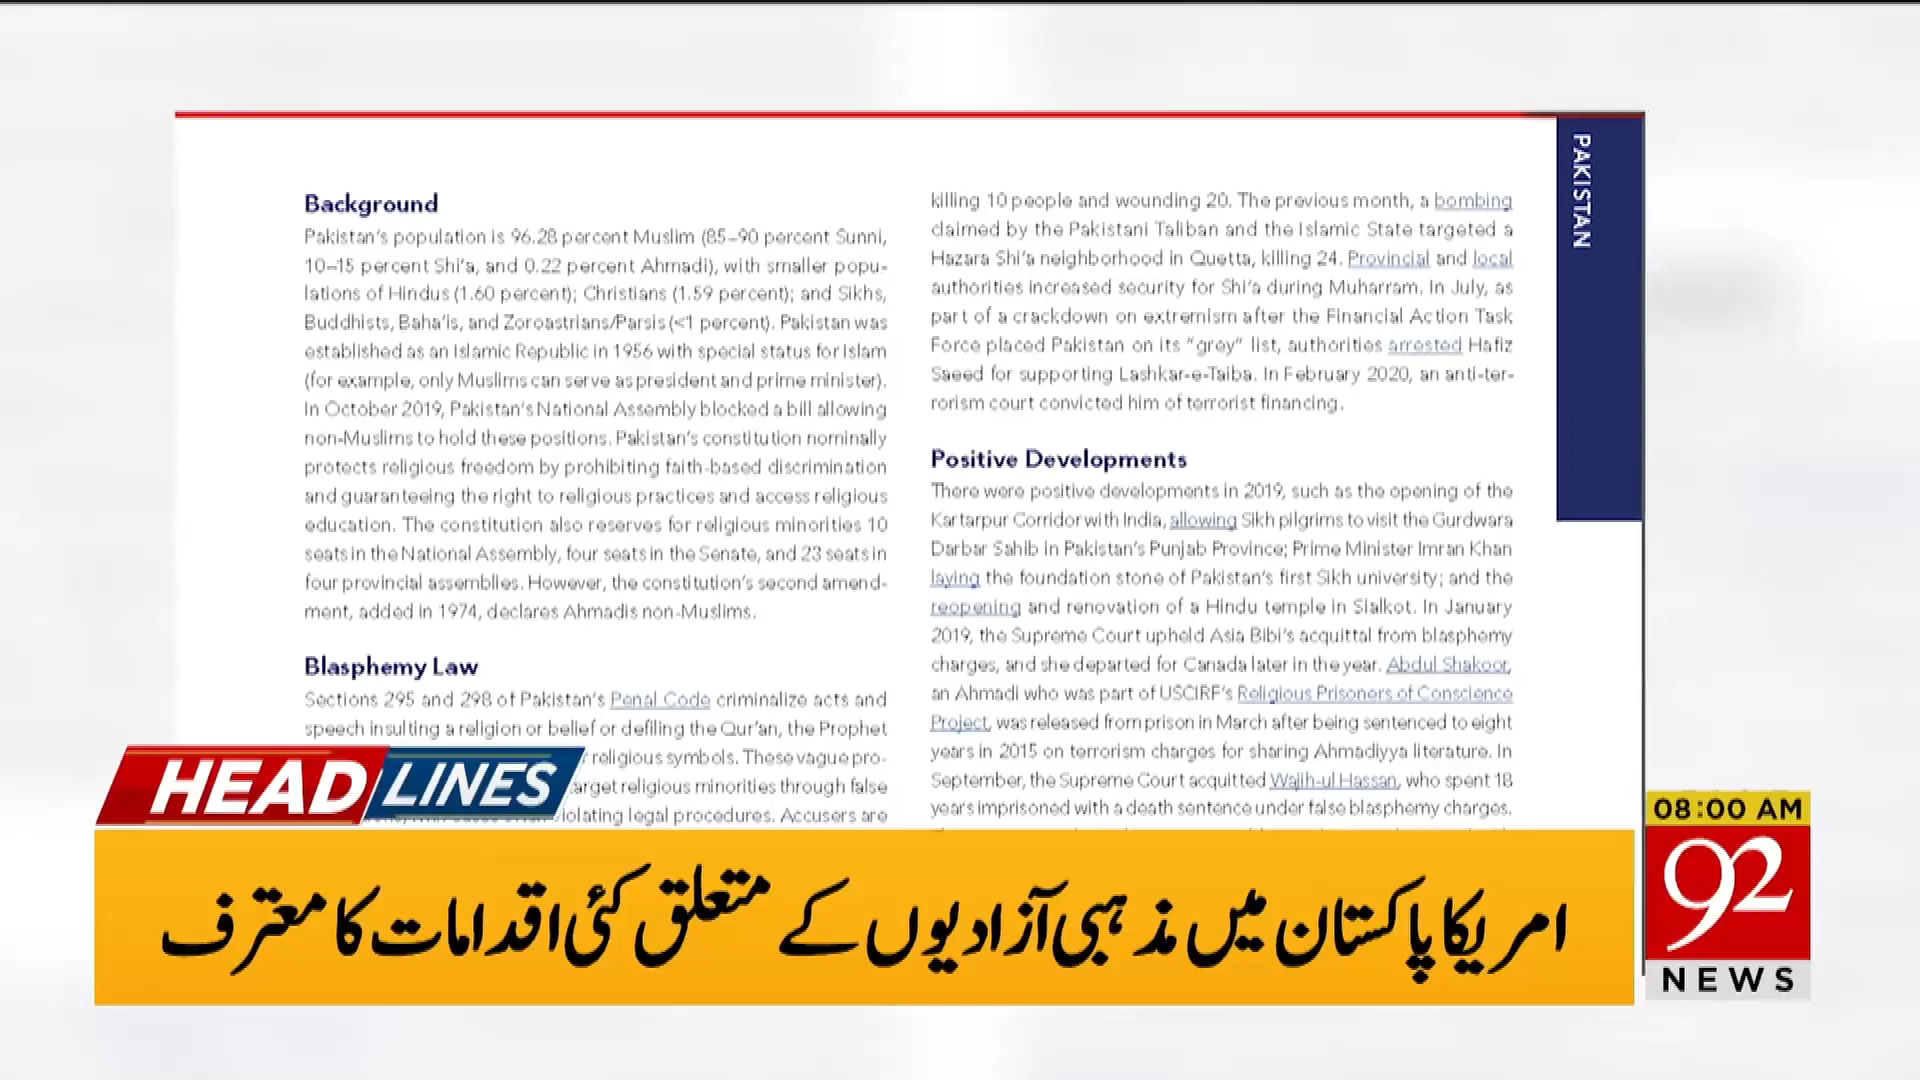 Background
Pakistan's population is 96.28 percent Muslim (85–90 percent Sunni,
10–15 percent Shi'a, and 0.22 percent Ahmadi), with smaller popu-
lations of Hindus (1.60 percent); Christians (1.59 percent); and Sikhs,
Buddhists, Baha'is, and Zoroastrians/Parsis (<1 percent). Pakistan was
established as an Islamic Republic in 1956 with special status for Islam
(for example, only Muslims can serve as president and prime minister).
In October 2019, Pakistan's National Assembly blocked a bill allowing
non-Muslims to hold these positions. Pakistan's constitution nominally
protects religious freedom by prohibiting faith-based discrimination
and guaranteeing the right to religious practices and access religious
education. The constitution also reserves for religious minorities 10
seats in the National Assembly, four seats in the Senate, and 23 seats in
four provincial assemblies. However, the constitution's second amend-
ment, added in 1974, declares Ahmadis non-Muslims.
Blasphemy Law
Sections 295 and 298 of Pakistan's Penal Code criminalize acts and
speech insulting a religion or belief or defiling the Qur'an, the Prophet
religious symbols. These vague pro-
target religious minorities through false
violating legal procedures. Accusers are
killing 10 people and wounding 20. The previous month, a bombing
claimed by the Pakistani Taliban and the Islamic State targeted a
Hazara Shi'a neighborhood in Quetta, killing 24. Provincial and local
authorities increased security for Shi'a during Muharram. In July, as
part of a crackdown on extremism after the Financial Action Task
Force placed Pakistan on its "grey" list, authorities arrested Hafiz
Saeed for supporting Lashkar-e-Taiba. In February 2020, an anti-ter-
rorism court convicted him of terrorist financing.
Positive Developments
There were positive developments in 2019, such as the opening of the
Kartarpur Corridor with India, allowing Sikh pilgrims to visit the Gurdwara
Darbar Sahib in Pakistan's Punjab Province; Prime Minister Imran Khan
laying the foundation stone of Pakistan's first Sikh university; and the
reopening and renovation of a Hindu temple in Sialkot. In January
2019, the Supreme Court upheld Asia Bibi's acquittal from blasphemy
charges, and she departed for Canada later in the year. Abdul Shakoor,
an Ahmadi who was part of USCIRF's Religious Prisoners of Conscience
Project, was released from prison in March after being sentenced to eight
years in 2015 on terrorism charges for sharing Ahmadiyya literature. In
September, the Supreme Court acquitted Wajih-ul Hassan, who spent 18
years imprisoned with a death sentence under false blasphemy charges.
PAKISTAN
HEADLINES
امریکا پاکستان میں مذہبی آزادیوں کے متعلق کئی اقدامات کا معترف
08:00 AM
92
NEWS